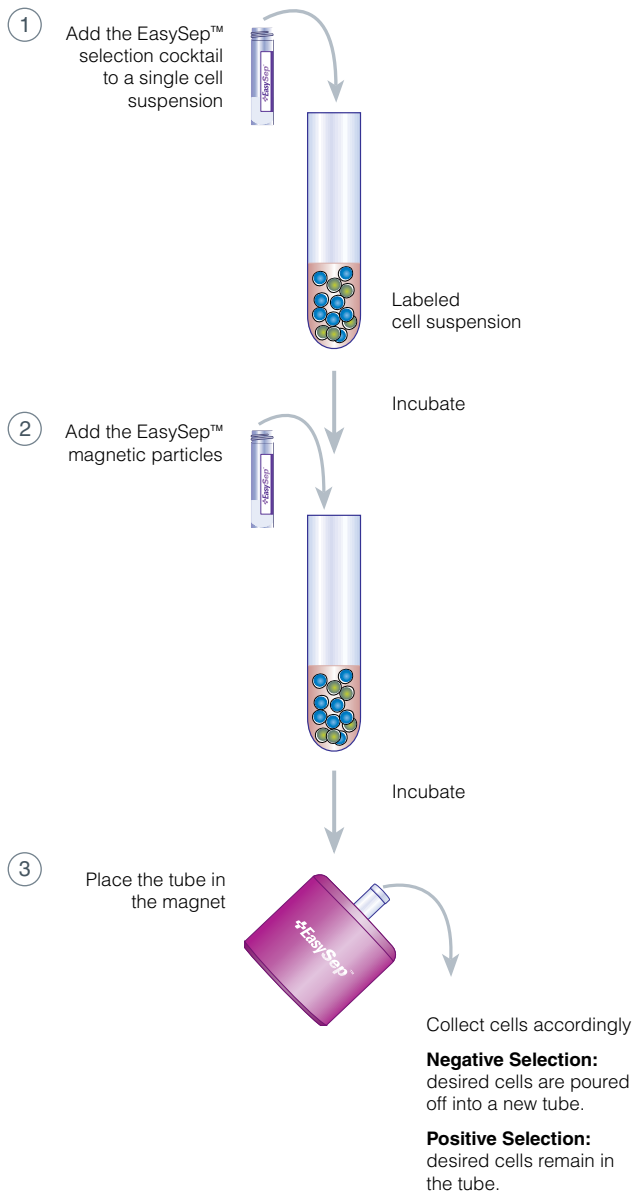 1
Add the EasySep™
selection cocktail
to a single cell
suspension
EasySep
Labeled
cell suspension
Incubate
2
Add the EasySep™
magnetic particles
EasySep
Incubate
3
Place the tube in
the magnet
EasySep™
Collect cells accordingly
Negative Selection:
desired cells are poured
off into a new tube.
Positive Selection:
desired cells remain in
the tube.